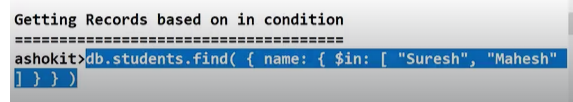 Getting Records based on in condition
=====================================
ashokit>db.students.find( { name: { $in: [ "Suresh", "Mahesh"
] } } )